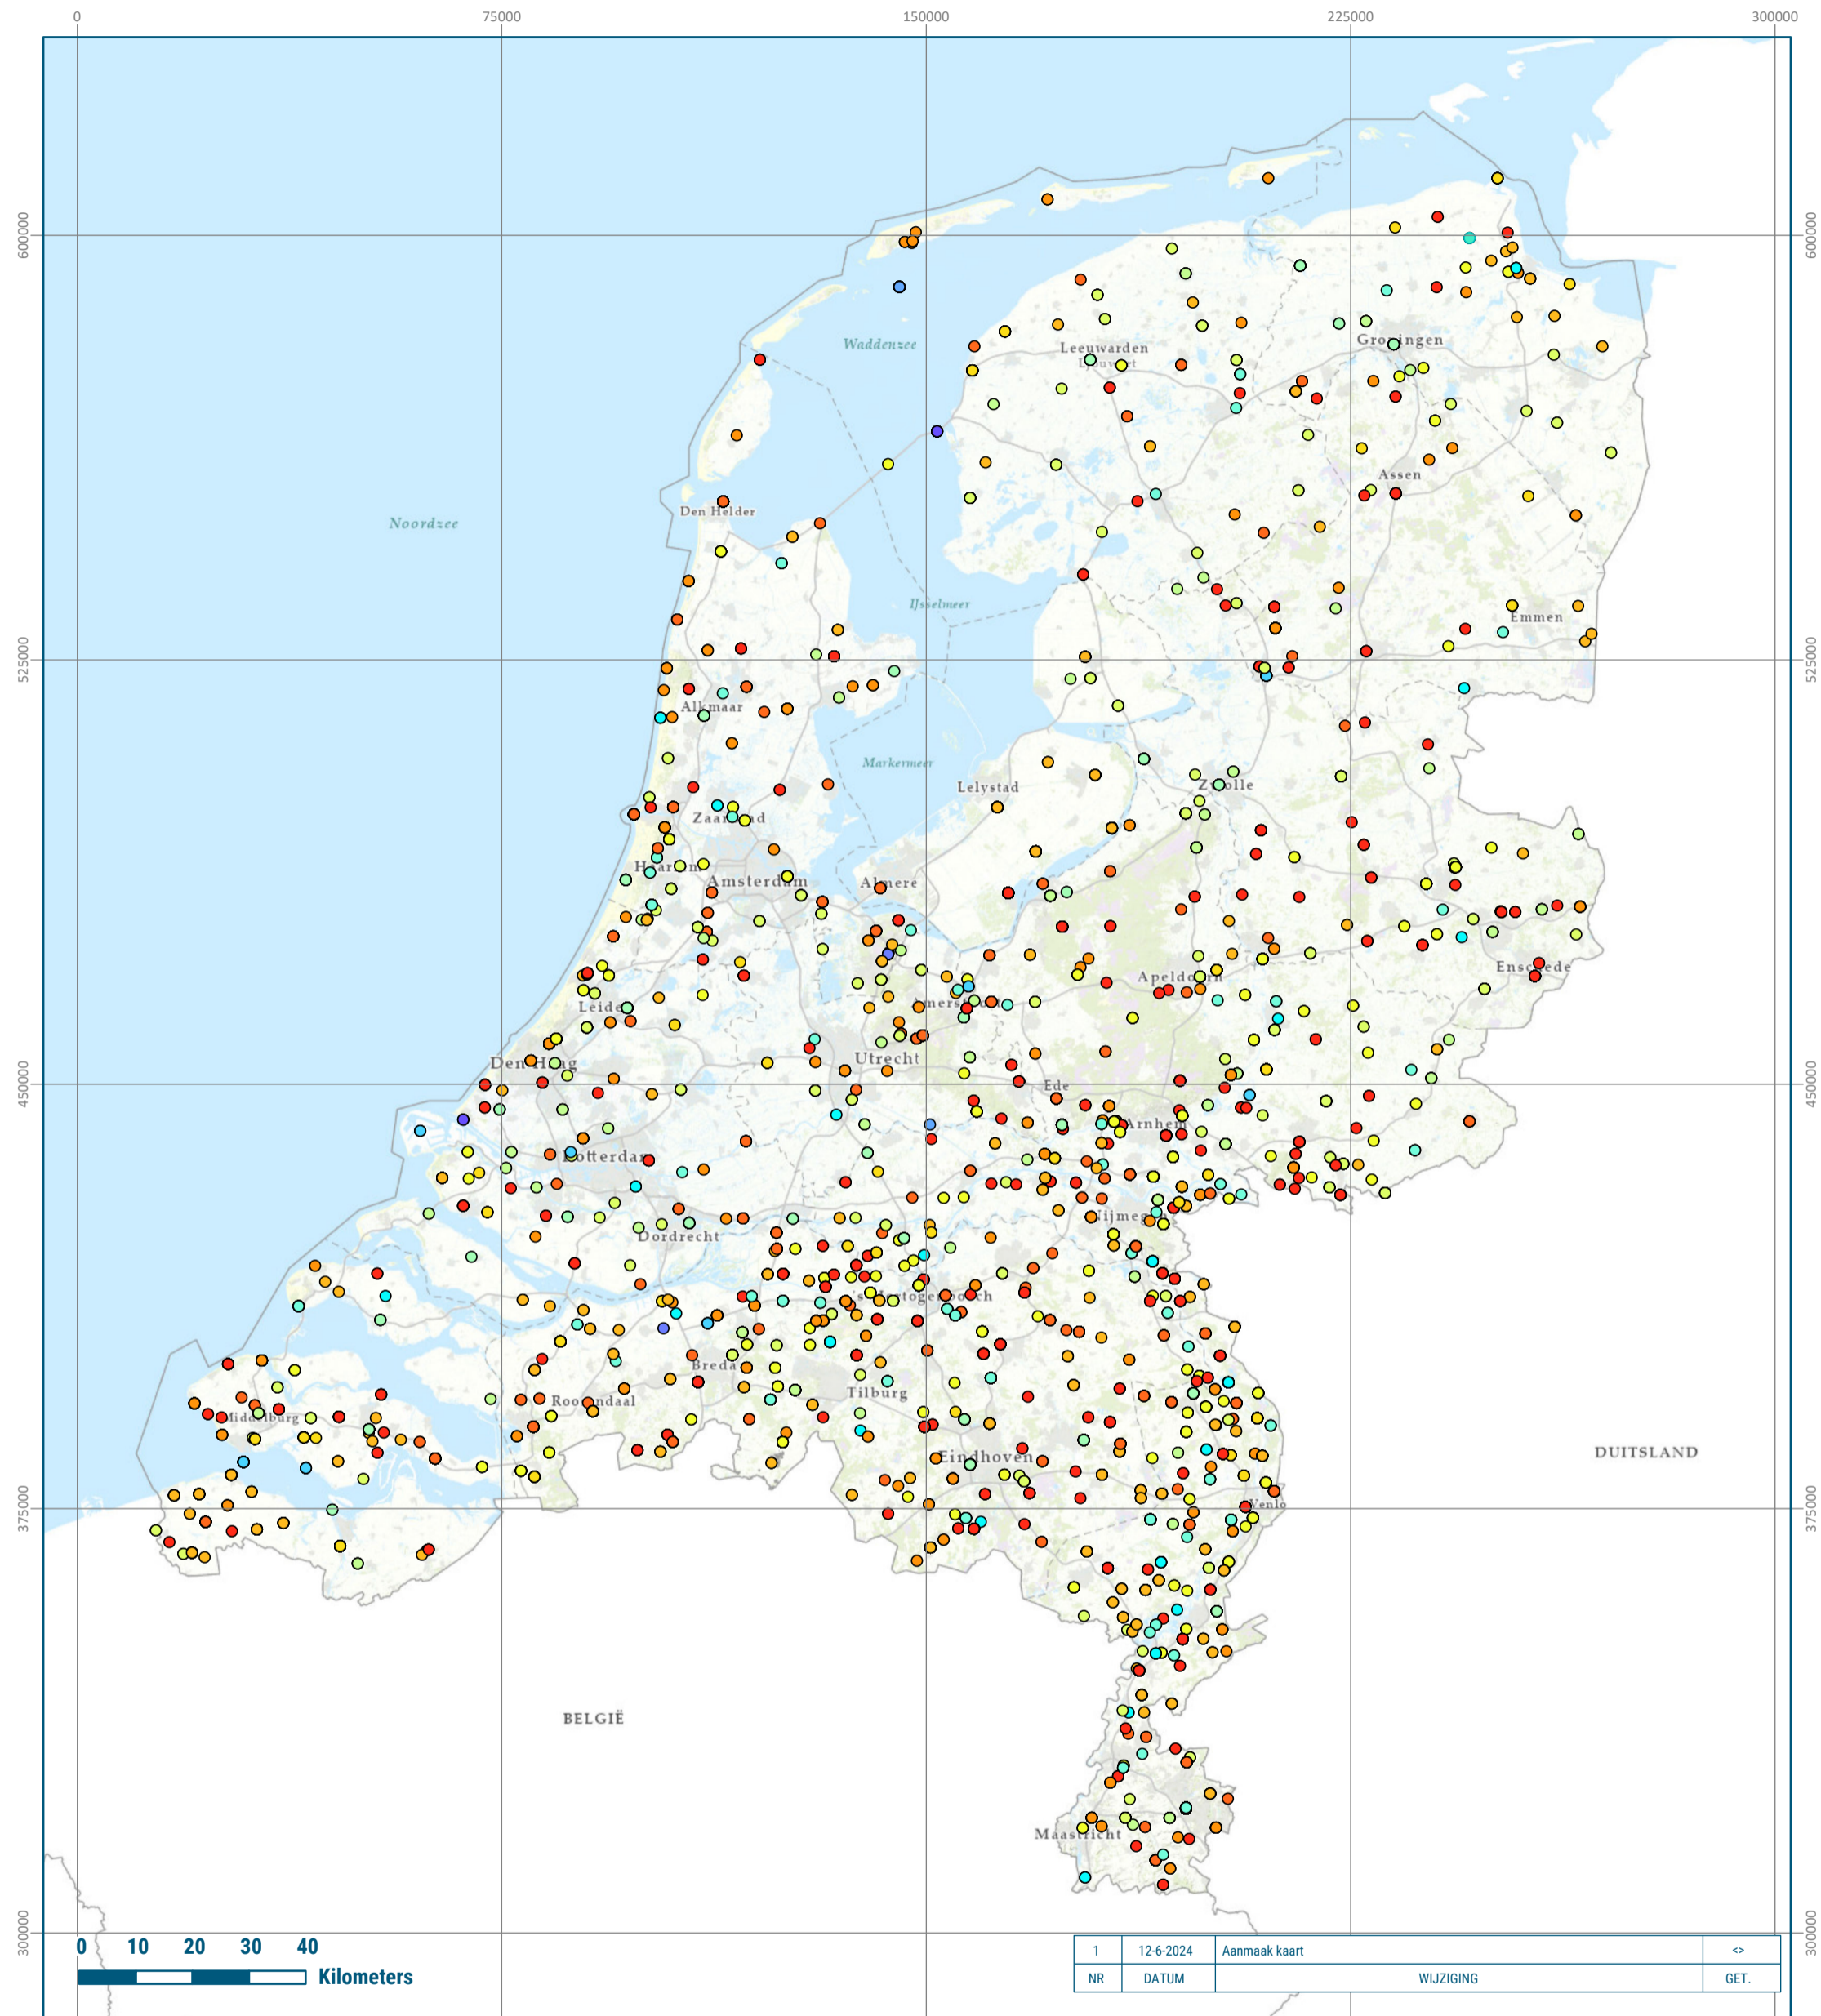 0 75000 150000 225000 300000
600000 600000
Waddenzee
Leeuwarden
Ljouwert
Groningen
Assen
Noordzee
Den Helder
IJsselmeer
Emmen
525000 525000
Alkmaar
Markermeer
Lelystad
Zwolle
Zaanstad
Haarlem
Amsterdam
Almere
Enschede
Apeldoorn
Leiden
Amersfoort
Utrecht
Den Haag
Ede
450000 450000
Arnhem
Rotterdam
Nijmegen
Dordrecht
's-Hertogenbosch
Breda
Tilburg
Roosendaal
Middelburg
Eindhoven
DUITSLAND
375000 375000
Venlo
BELGIË
Maastricht
300000 300000
0 10 20 30 40
Kilometers
1 12-6-2024 Aanmaak kaart <>
NR DATUM WIJZIGING GET.